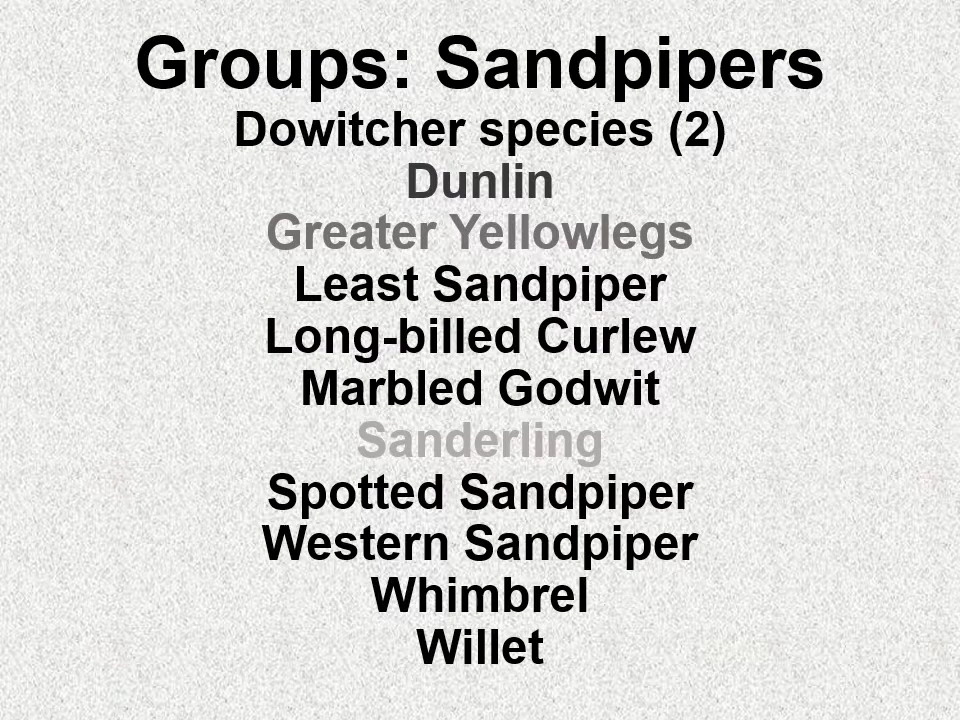 Groups: Sandpipers
Dowitcher species (2)
Dunlin
Greater Yellowlegs
Least Sandpiper
Long-billed Curlew
Marbled Godwit
Sanderling
Spotted Sandpiper
Western Sandpiper
Whimbrel
Willet